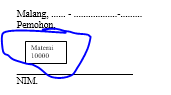 Malang, ...... - ..................-.........
Pemohon,
Materai
10000
NIM.